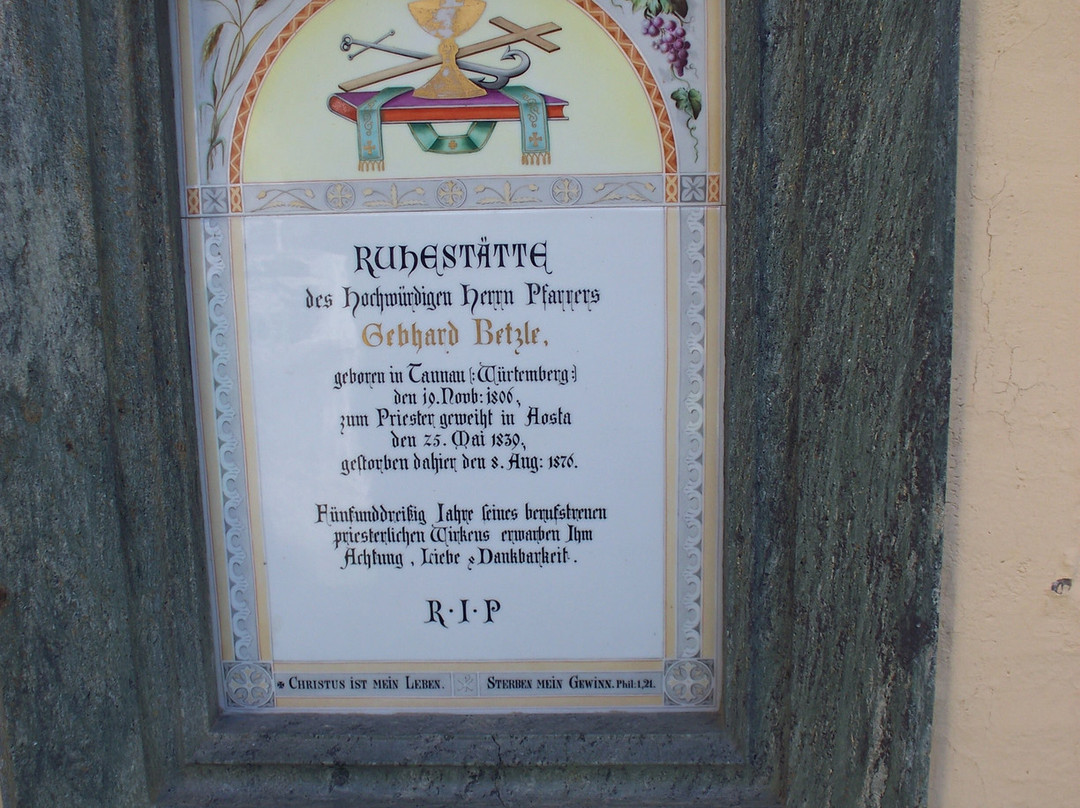 RUHESTÄTTE
des Hochwürdigen Herrn Pfarrers
Gebhard Betzle,
geboren in Tannau (:Würtemberg:)
den 19. Novb: 1806,
zum Priester geweiht in Aosta
den 25. Mai 1839,
gestorben dahier den 8. Aug: 1876.
Fünfunddreißig Jahre seines berufstreuen
priesterlichen Wirkens erwarben Ihm
Achtung, Liebe & Dankbarkeit.
R·I·P
CHRISTUS IST MEIN LEBEN. STERBEN MEIN GEWINN. Phil: 1,21.